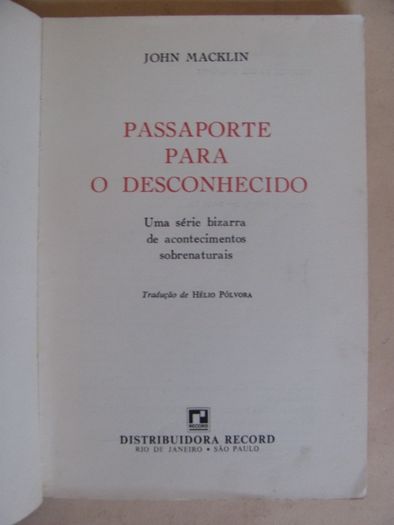 JOHN MACKLIN
PASSAPORTE
PARA
O DESCONHECIDO
Uma série bizarra
de acontecimentos
sobrenaturais
Tradução de HÉLIO PÓLVORA
RECORD
DISTRIBUIDORA RECORD
RIO DE JANEIRO • SÃO PAULO